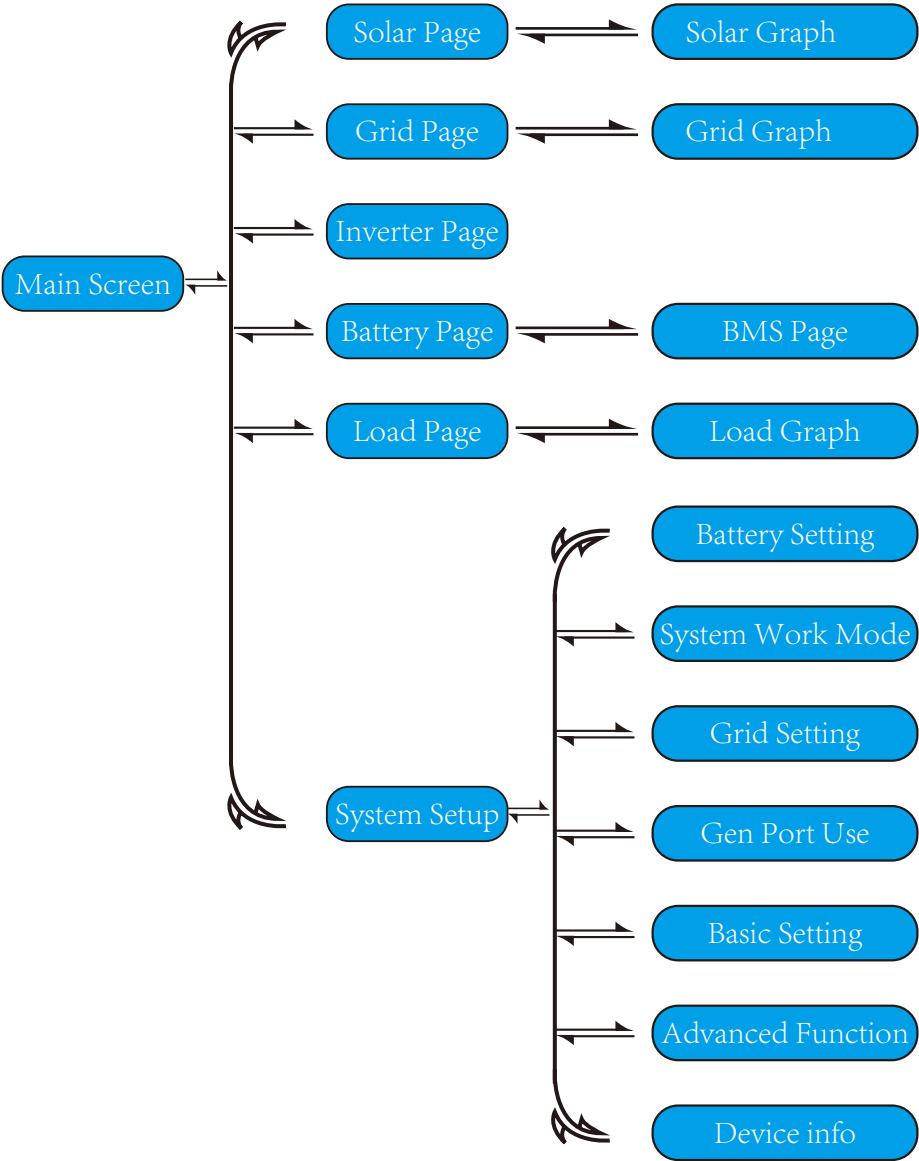 Solar Page
Solar Graph
Grid Page
Grid Graph
Inverter Page
Main Screen
Battery Page
BMS Page
Load Page
Load Graph
Battery Setting
System Work Mode
Grid Setting
System Setup
Gen Port Use
Basic Setting
Advanced Function
Device info